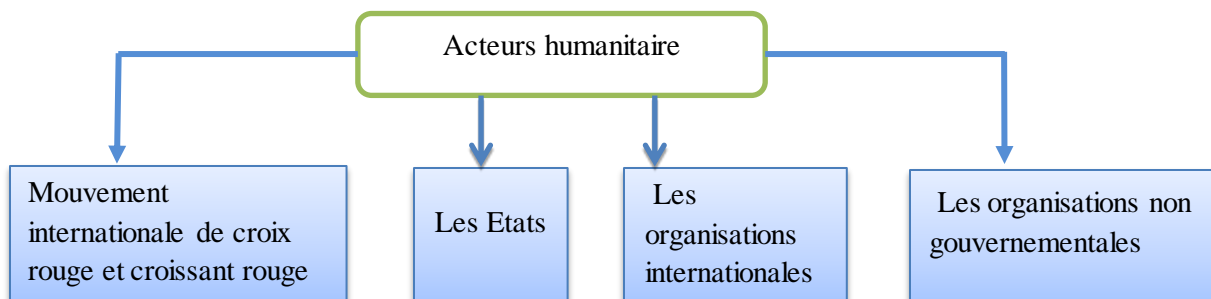 Acteurs humanitaire
Mouvement
internationale de croix
rouge et croissant rouge
Les Etats
Les
organisations
internationales
Les organisations non
gouvernementales